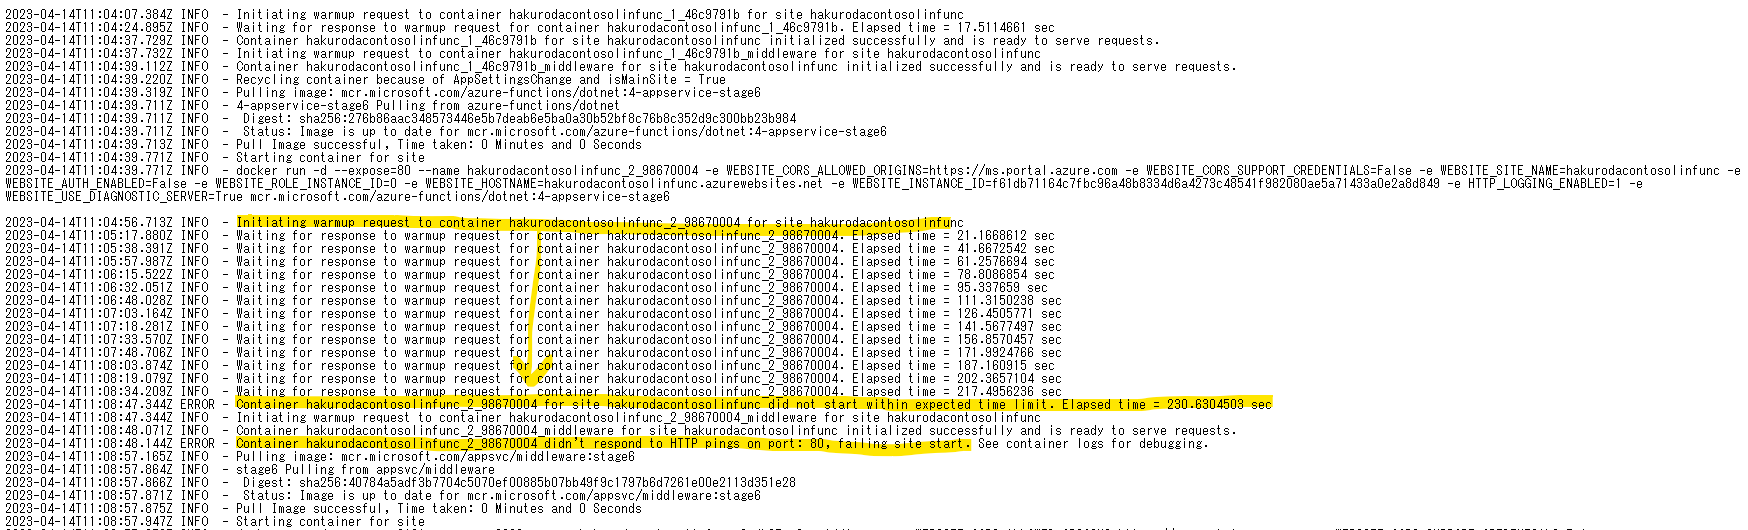 2023-04-14T11:04:07.384Z INFO  - Initiating warmup request to container hakurodacontosolinfunc_1_46c9791b for site hakurodacontosolinfunc
2023-04-14T11:04:24.895Z INFO  - Waiting for response to warmup request for container hakurodacontosolinfunc_1_46c9791b. Elapsed time = 17.5114661 sec
2023-04-14T11:04:37.729Z INFO  - Container hakurodacontosolinfunc_1_46c9791b for site hakurodacontosolinfunc initialized successfully and is ready to serve requests.
2023-04-14T11:04:37.732Z INFO  - Initiating warmup request to container hakurodacontosolinfunc_1_46c9791b_middleware for site hakurodacontosolinfunc
2023-04-14T11:04:39.112Z INFO  - Container hakurodacontosolinfunc_1_46c9791b_middleware for site hakurodacontosolinfunc initialized successfully and is ready to serve requests.
2023-04-14T11:04:39.220Z INFO  - Recycling container because of AppSettingsChange and isMainSite = True
2023-04-14T11:04:39.319Z INFO  - Pulling image: mcr.microsoft.com/azure-functions/dotnet:4-appservice-stage6
2023-04-14T11:04:39.711Z INFO  - 4-appservice-stage6 Pulling from azure-functions/dotnet
2023-04-14T11:04:39.711Z INFO  -  Digest: sha256:276b86aac348573446e5b7deab6e5ba0a30b52bf8c76b8c352d9c300bb23b984
2023-04-14T11:04:39.711Z INFO  -  Status: Image is up to date for mcr.microsoft.com/azure-functions/dotnet:4-appservice-stage6
2023-04-14T11:04:39.713Z INFO  - Pull Image successful, Time taken: 0 Minutes and 0 Seconds
2023-04-14T11:04:39.771Z INFO  - Starting container for site
2023-04-14T11:04:39.771Z INFO  - docker run -d --expose=80 --name hakurodacontosolinfunc_2_98670004 -e WEBSITE_CORS_ALLOWED_ORIGINS=https://ms.portal.azure.com -e WEBSITE_CORS_SUPPORT_CREDENTIALS=False -e WEBSITE_SITE_NAME=hakurodacontosolinfunc -e
WEBSITE_AUTH_ENABLED=False -e WEBSITE_ROLE_INSTANCE_ID=0 -e WEBSITE_HOSTNAME=hakurodacontosolinfunc.azurewebsites.net -e WEBSITE_INSTANCE_ID=f61db71164c7fbc98a48b8334d6a4273c48541f982080ae5a71433a0e2a8d849 -e HTTP_LOGGING_ENABLED=1 -e
WEBSITE_USE_DIAGNOSTIC_SERVER=True mcr.microsoft.com/azure-functions/dotnet:4-appservice-stage6
2023-04-14T11:04:56.713Z INFO  - Initiating warmup request to container hakurodacontosolinfunc_2_98670004 for site hakurodacontosolinfunc
2023-04-14T11:05:17.880Z INFO  - Waiting for response to warmup request for container hakurodacontosolinfunc_2_98670004. Elapsed time = 21.1668612 sec
2023-04-14T11:05:38.391Z INFO  - Waiting for response to warmup request for container hakurodacontosolinfunc_2_98670004. Elapsed time = 41.6672542 sec
2023-04-14T11:05:57.987Z INFO  - Waiting for response to warmup request for container hakurodacontosolinfunc_2_98670004. Elapsed time = 61.2576694 sec
2023-04-14T11:06:15.522Z INFO  - Waiting for response to warmup request for container hakurodacontosolinfunc_2_98670004. Elapsed time = 78.8086854 sec
2023-04-14T11:06:32.051Z INFO  - Waiting for response to warmup request for container hakurodacontosolinfunc_2_98670004. Elapsed time = 95.337659 sec
2023-04-14T11:06:48.028Z INFO  - Waiting for response to warmup request for container hakurodacontosolinfunc_2_98670004. Elapsed time = 111.3150238 sec
2023-04-14T11:07:03.164Z INFO  - Waiting for response to warmup request for container hakurodacontosolinfunc_2_98670004. Elapsed time = 126.4505771 sec
2023-04-14T11:07:18.281Z INFO  - Waiting for response to warmup request for container hakurodacontosolinfunc_2_98670004. Elapsed time = 141.5677497 sec
2023-04-14T11:07:33.570Z INFO  - Waiting for response to warmup request for container hakurodacontosolinfunc_2_98670004. Elapsed time = 156.8570457 sec
2023-04-14T11:07:48.706Z INFO  - Waiting for response to warmup request for container hakurodacontosolinfunc_2_98670004. Elapsed time = 171.9924766 sec
2023-04-14T11:08:03.874Z INFO  - Waiting for response to warmup request for container hakurodacontosolinfunc_2_98670004. Elapsed time = 187.160915 sec
2023-04-14T11:08:19.079Z INFO  - Waiting for response to warmup request for container hakurodacontosolinfunc_2_98670004. Elapsed time = 202.3657104 sec
2023-04-14T11:08:34.209Z INFO  - Waiting for response to warmup request for container hakurodacontosolinfunc_2_98670004. Elapsed time = 217.4956236 sec
2023-04-14T11:08:47.344Z ERROR - Container hakurodacontosolinfunc_2_98670004 for site hakurodacontosolinfunc did not start within expected time limit. Elapsed time = 230.6304503 sec
2023-04-14T11:08:47.344Z INFO  - Initiating warmup request to container hakurodacontosolinfunc_2_98670004_middleware for site hakurodacontosolinfunc
2023-04-14T11:08:48.071Z INFO  - Container hakurodacontosolinfunc_2_98670004_middleware for site hakurodacontosolinfunc initialized successfully and is ready to serve requests.
2023-04-14T11:08:48.144Z ERROR - Container hakurodacontosolinfunc_2_98670004 didn't respond to HTTP pings on port: 80, failing site start. See container logs for debugging.
2023-04-14T11:08:57.165Z INFO  - Pulling image: mcr.microsoft.com/appsvc/middleware:stage6
2023-04-14T11:08:57.864Z INFO  - stage6 Pulling from appsvc/middleware
2023-04-14T11:08:57.866Z INFO  -  Digest: sha256:40784a5adf3b7704c5070ef00885b07bb49f9c1797b6d7261e00e2113d351e28
2023-04-14T11:08:57.871Z INFO  -  Status: Image is up to date for mcr.microsoft.com/appsvc/middleware:stage6
2023-04-14T11:08:57.875Z INFO  - Pull Image successful, Time taken: 0 Minutes and 0 Seconds
2023-04-14T11:08:57.947Z INFO  - Starting container for site